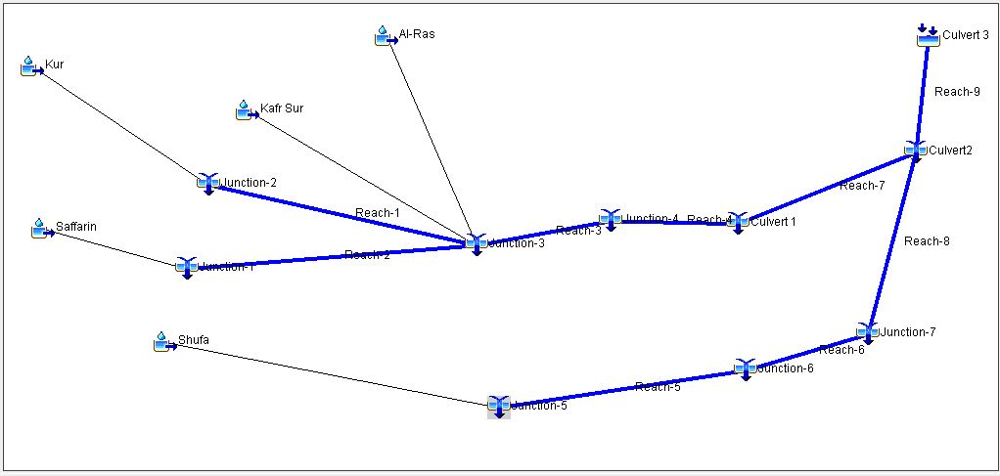 Al-Ras
Culvert 3
Kur
Reach-9
Kafr Sur
Culvert2
Junction-2
Reach-7
Reach-1
Junction-4
Reach-4
Culvert 1
Saffarin
Reach-3
Reach-8
Junction-3
Reach-2
Junction-1
Junction-7
Shufa
Reach-6
Junction-6
Reach-5
Junction-5